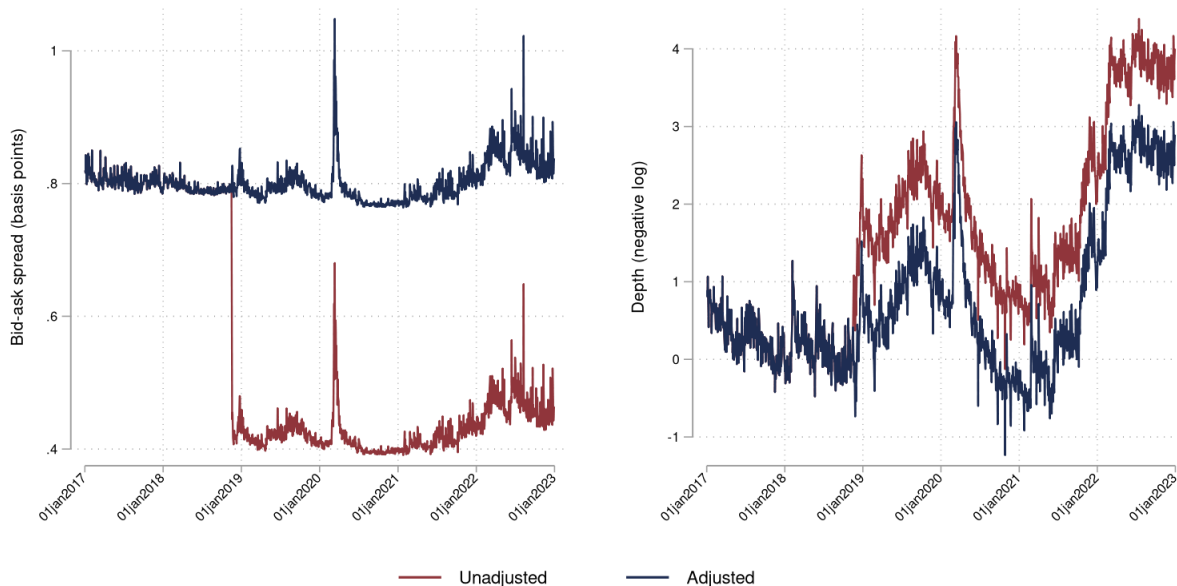 Bid-ask spread (basis points)
1
.8
.6
.4
01jan2017
01jan2018
01jan2019
01jan2020
01jan2021
01jan2022
01jan2023
Depth (negative log)
4
3
2
1
0
-1
01jan2017
01jan2018
01jan2019
01jan2020
01jan2021
01jan2022
01jan2023
Unadjusted
Adjusted